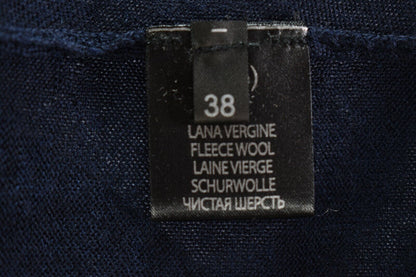 38
LANA VERGINE
FLEECE WOOL
LAINE VIERGE
SCHURWOLLE
ЧИСТАЯ ШЕРСТЬ